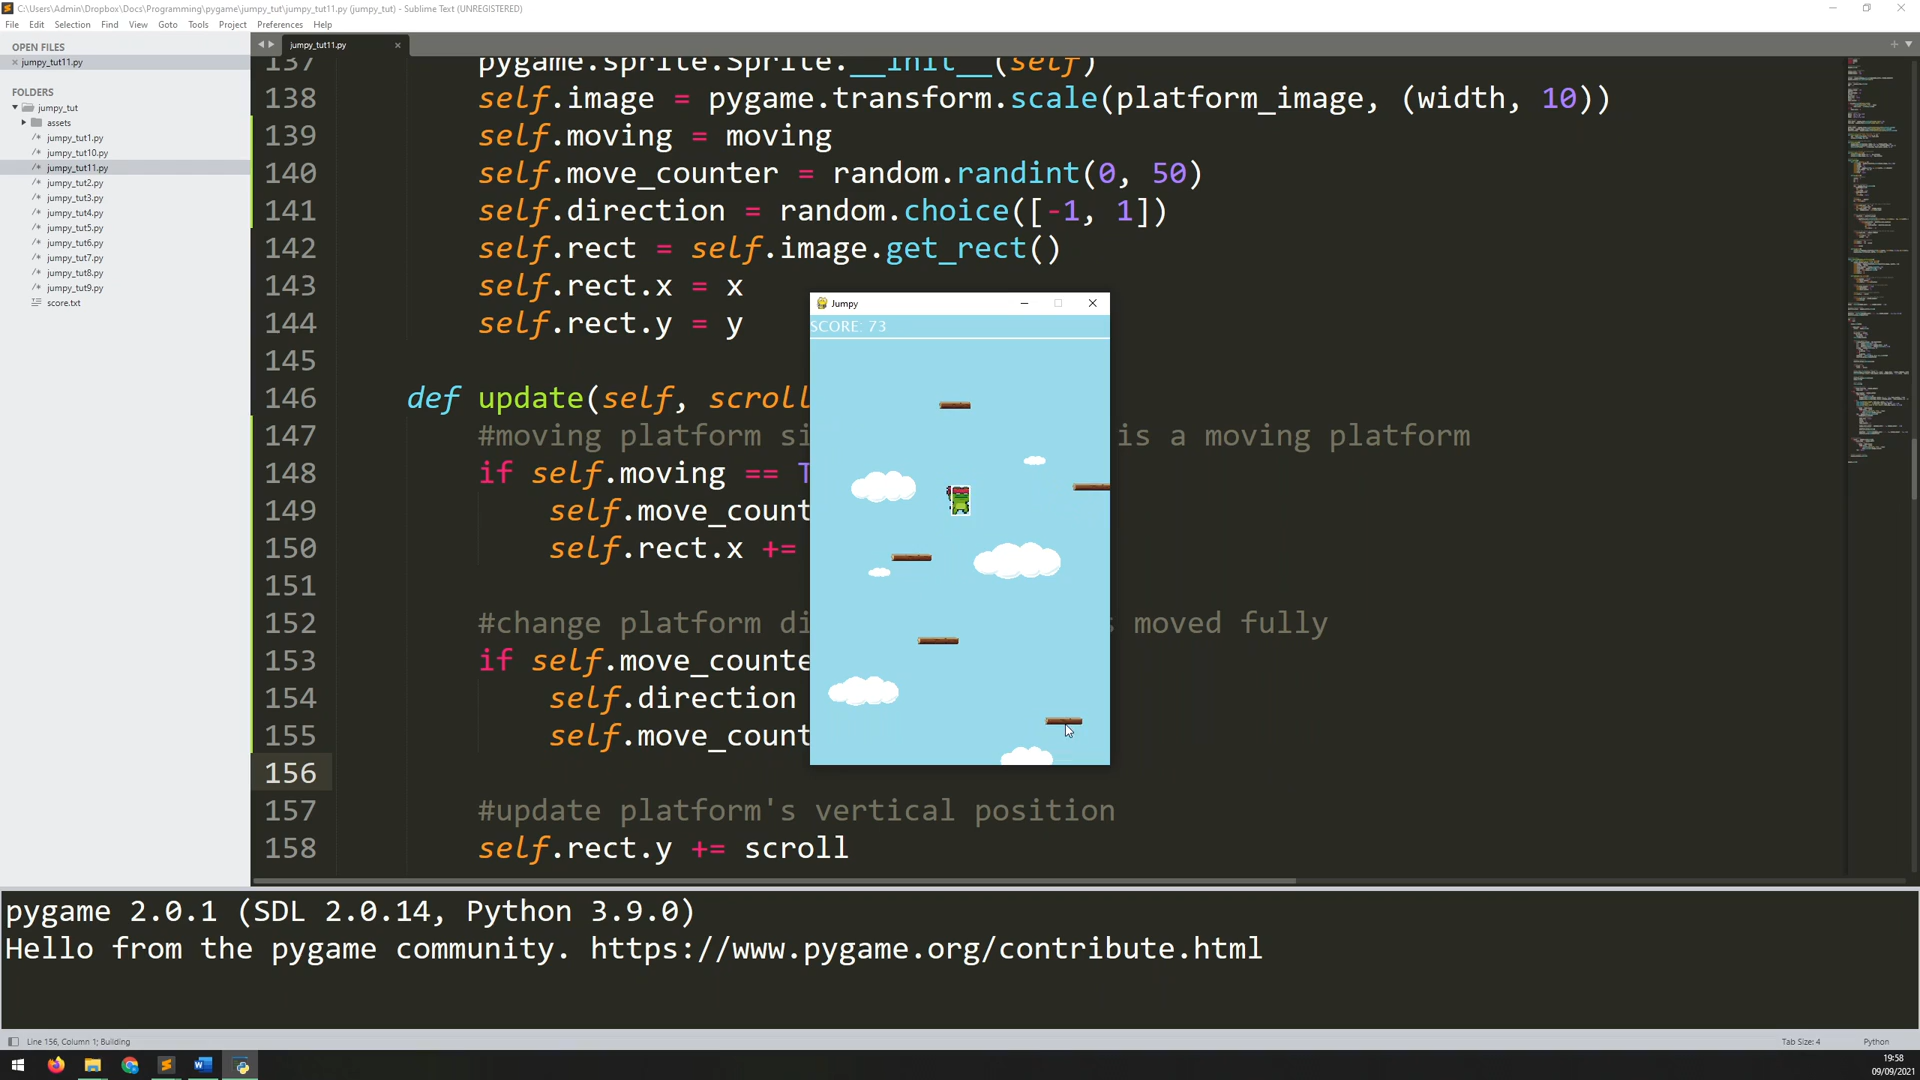 C:\Users\Admin\Dropbox\Docs\Programming\pygame\jumpy_tut\jumpy_tut11.py (jumpy_tut) - Sublime Text (UNREGISTERED)
File Edit Selection Find View Goto Tools Project Preferences Help
OPEN FILES
jumpy_tut11.py
FOLDERS
jumpy_tut
assets
jumpy_tut1.py
jumpy_tut10.py
jumpy_tut11.py
jumpy_tut2.py
jumpy_tut3.py
jumpy_tut4.py
jumpy_tut5.py
jumpy_tut6.py
jumpy_tut7.py
jumpy_tut8.py
jumpy_tut9.py
score.txt
jumpy_tut11.py
137 pygame.sprite.Sprite.__init__(self)
138 self.image = pygame.transform.scale(platform_image, (width, 10))
139 self.moving = moving
140 self.move_counter = random.randint(0, 50)
141 self.direction = random.choice([-1, 1])
142 self.rect = self.image.get_rect()
143 self.rect.x = x
144 self.rect.y = y
145
146 def update(self, scroll
147 #moving platform si is a moving platform
148 if self.moving == T
149 self.move_count
150 self.rect.x +=
151
152 #change platform di moved fully
153 if self.move_counte
154 self.direction
155 self.move_count
156
157 #update platform's vertical position
158 self.rect.y += scroll
Jumpy
SCORE: 73
pygame 2.0.1 (SDL 2.0.14, Python 3.9.0)
Hello from the pygame community. https://www.pygame.org/contribute.html
Line 156, Column 1; Building
Tab Size: 4
Python
19:58
09/09/2021